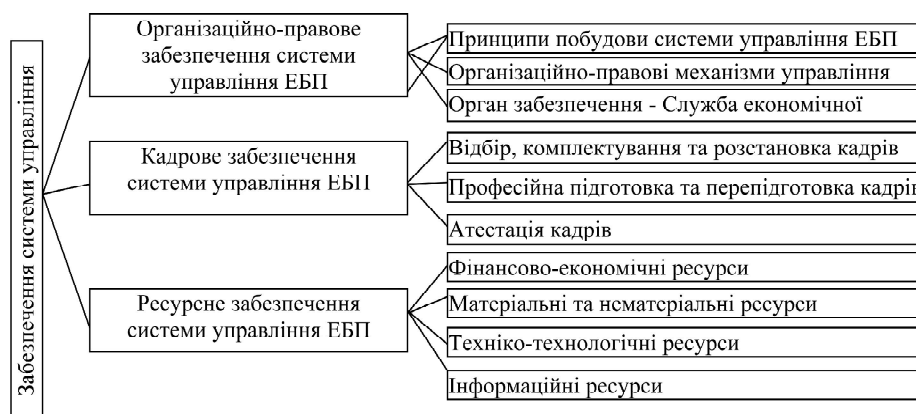 Забезпечення системи управління
Організаційно-правове
забезпечення системи
управління ЕБП
Принципи побудови системи управління ЕБП
Організаційно-правові механізми управління
Орган забезпечення - Служба економічної
Кадрове забезпечення
системи управління ЕБП
Відбір, комплектування та розстановка кадрів
Професійна підготовка та перепідготовка кадрів
Атестація кадрів
Ресурсне забезпечення
системи управління ЕБП
Фінансово-економічні ресурси
Матеріальні та нематеріальні ресурси
Техніко-технологічні ресурси
Інформаційні ресурси